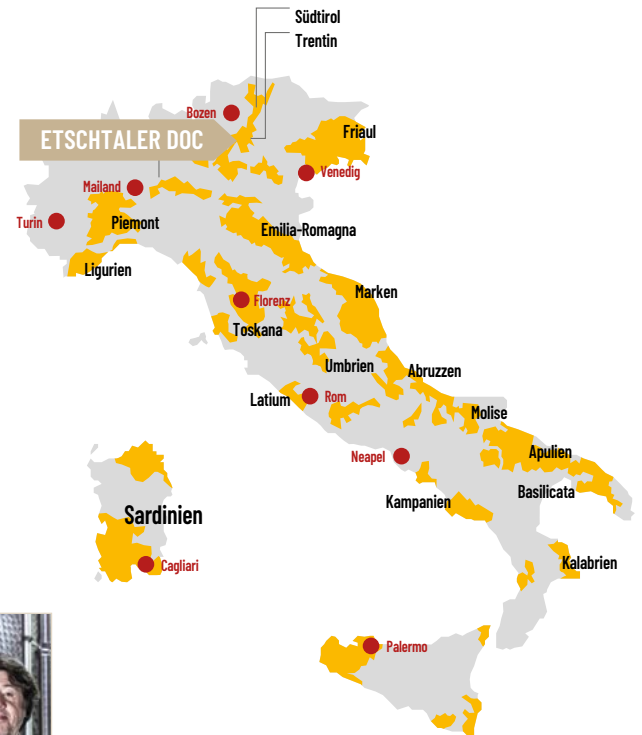 Südtirol
Trentin
Bozen
ETSCHTALER DOC
Friaul
Venedig
Mailand
Turin
Piemont
Emilia-Romagna
Ligurien
Marken
Florenz
Toskana
Umbrien
Abruzzen
Latium
Rom
Molise
Neapel
Apulien
Basilicata
Kampanien
Sardinien
Kalabrien
Cagliari
Palermo